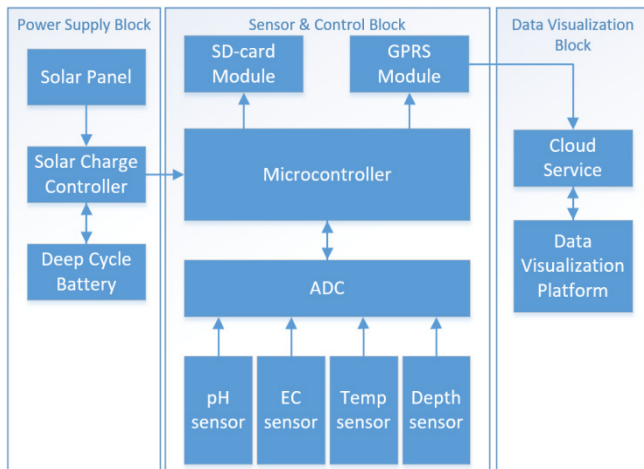 Power Supply Block
Solar Panel
Solar Charge
Controller
Deep Cycle
Battery
Sensor & Control Block
SD-card
Module
GPRS
Module
Microcontroller
ADC
pH
sensor
EC
sensor
Temp
sensor
Depth
sensor
Data Visualization
Block
Cloud
Service
Data
Visualization
Platform